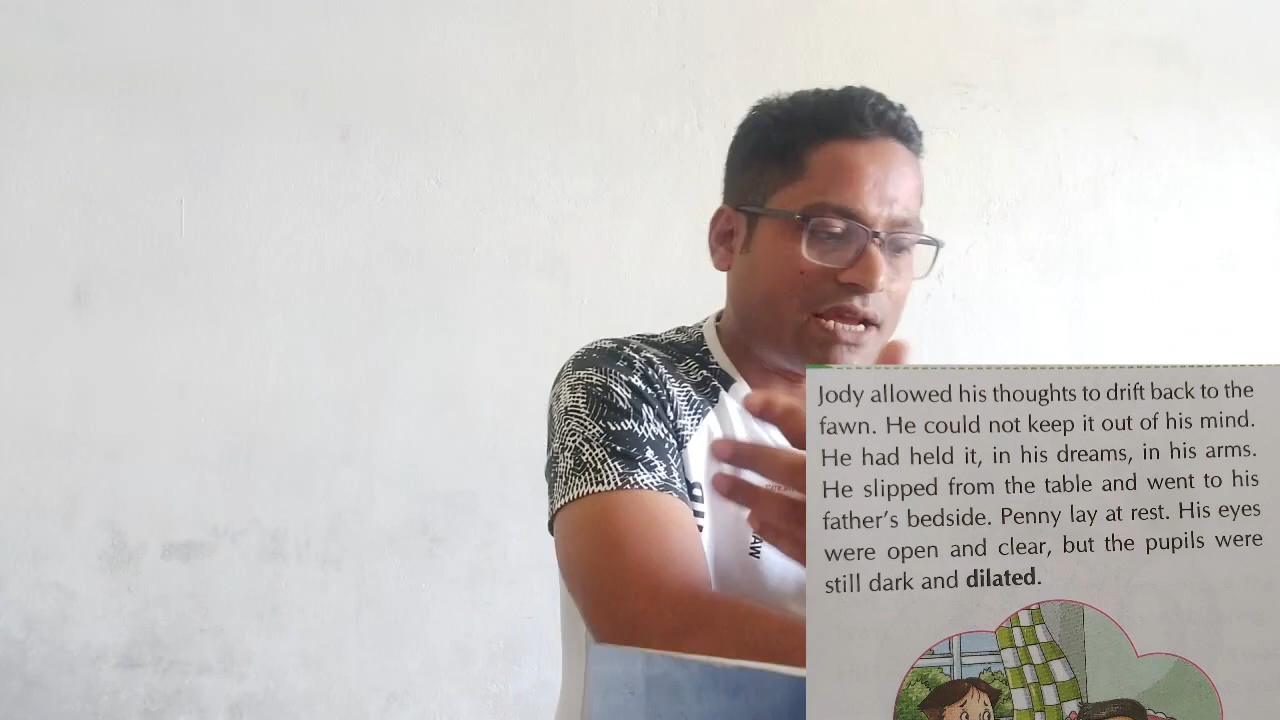 Jody allowed his thoughts to drift back to the
fawn. He could not keep it out of his mind.
He had held it, in his dreams, in his arms.
He slipped from the table and went to his
father's bedside. Penny lay at rest. His eyes
were open and clear, but the pupils were
still dark and dilated.